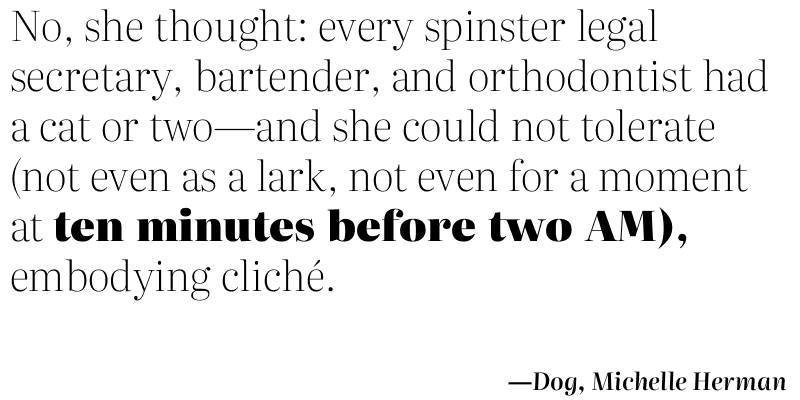 No, she thought: every spinster legal
secretary, bartender, and orthodontist had
a cat or two—and she could not tolerate
(not even as a lark, not even for a moment
at ten minutes before two AM),
embodying cliché.
—Dog, Michelle Herman